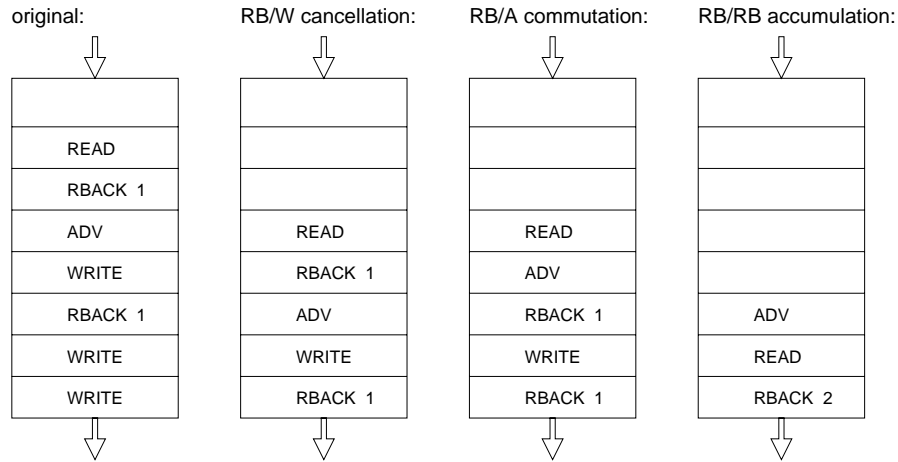 original:
READ
RBACK 1
ADV
WRITE
RBACK 1
WRITE
WRITE
RB/W cancellation:
READ
RBACK 1
ADV
WRITE
RBACK 1
RB/A commutation:
READ
ADV
RBACK 1
WRITE
RBACK 1
RB/RB accumulation:
ADV
READ
RBACK 2